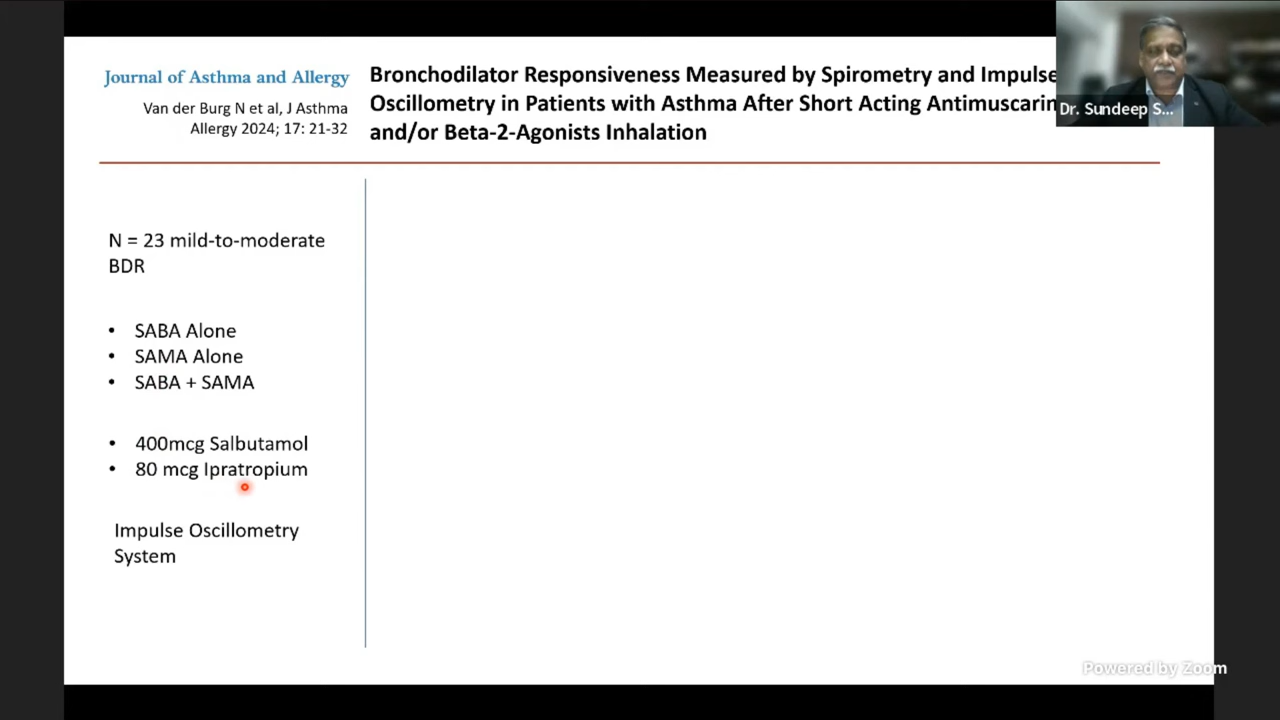 Journal of Asthma and Allergy
Van der Burg N et al, J Asthma
Allergy 2024; 17: 21-32
Bronchodilator Responsiveness Measured by Spirometry and Impulse
Oscillometry in Patients with Asthma After Short Acting
and/or Beta-2-Agonists Inhalation
Dr. Sundeep S...
N = 23 mild-to-moderate
BDR
• SABA Alone
• SAMA Alone
• SABA + SAMA
• 400mcg Salbutamol
• 80 mcg Ipratropium
Impulse Oscillometry
System
Powered by Zoom